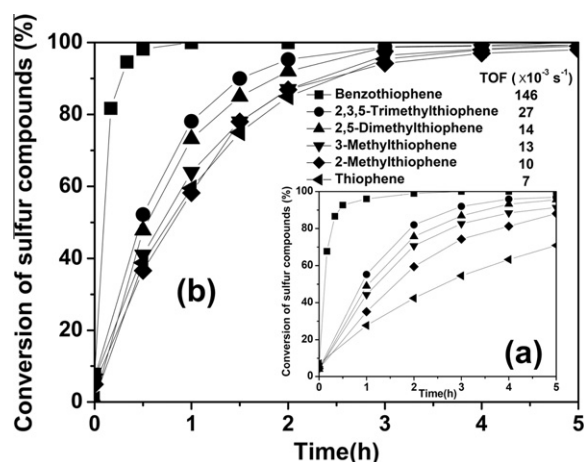 Conversion of sulfur compounds (%)
100
80
60
40
20
0
0
1
2
3
4
5
Time(h)
(b)
TOF ( ×10⁻³ s⁻¹)
Benzothiophene 146
2,3,5-Trimethylthiophene 27
2,5-Dimethylthiophene 14
3-Methylthiophene 13
2-Methylthiophene 10
Thiophene 7
Conversion of sulfur compounds (%)
100
80
60
40
20
0
0
1
2
3
4
5
Time(h)
(a)